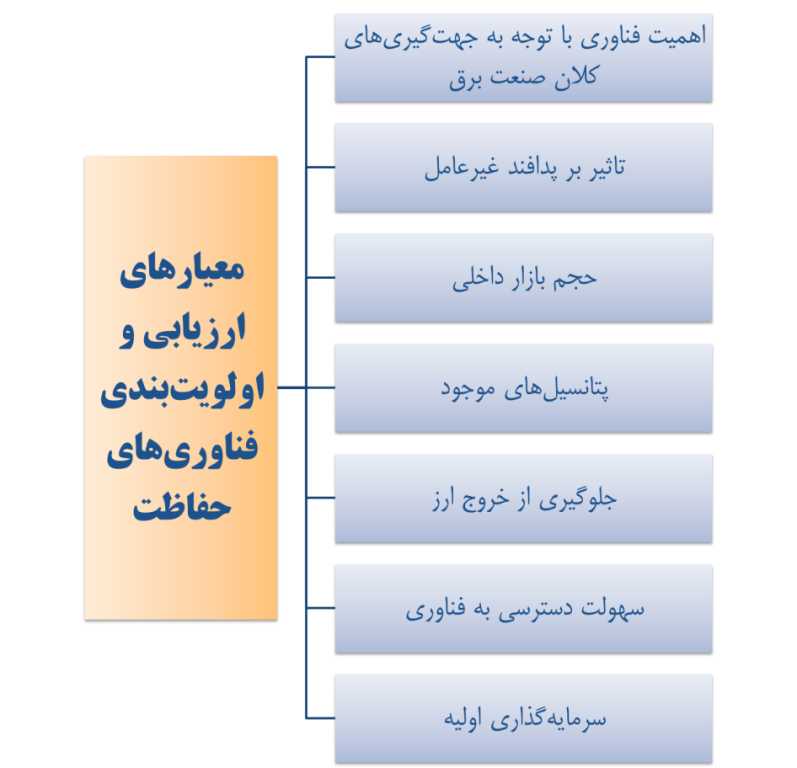 معیارهای
ارزیابی و
اولویت‌بندی
فناوری‌های
حفاظت
اهمیت فناوری با توجه به جهت‌گیری‌های
کلان صنعت برق
تاثیر بر پدافند غیرعامل
حجم بازار داخلی
پتانسیل‌های موجود
جلوگیری از خروج ارز
سهولت دسترسی به فناوری
سرمایه‌گذاری اولیه